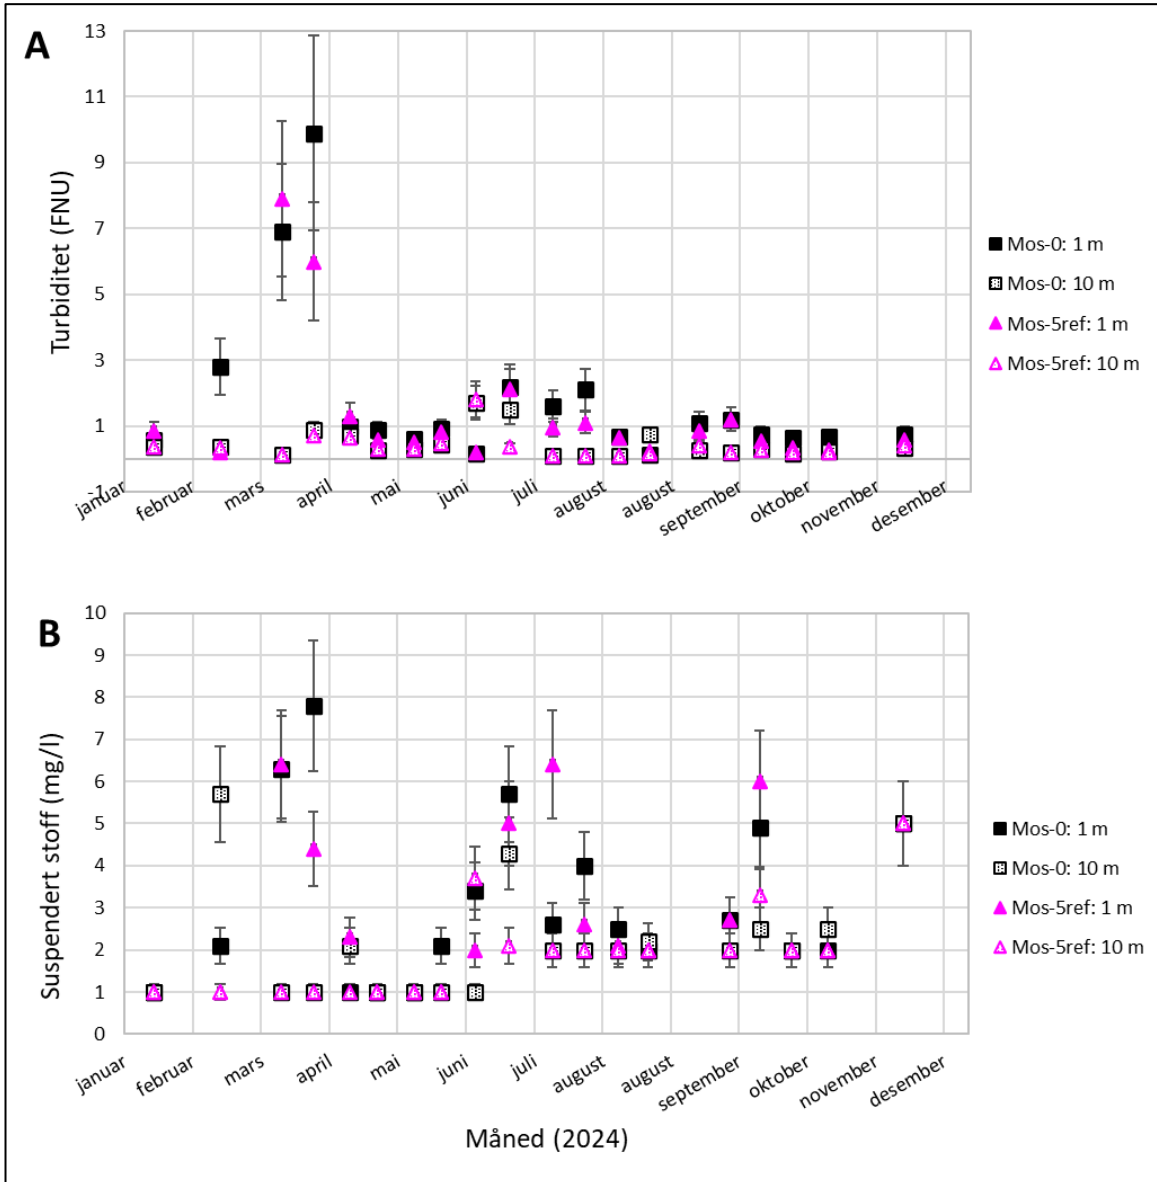 A
Turbiditet (FNU)
13
11
9
7
5
3
1
-1
januar
februar
mars
april
mai
juni
juli
august
august
september
oktober
november
desember
Mos-0: 1 m
Mos-0: 10 m
Mos-5ref: 1 m
Mos-5ref: 10 m
B
Suspendert stoff (mg/l)
10
9
8
7
6
5
4
3
2
1
0
januar
februar
mars
april
mai
juni
juli
august
august
september
oktober
november
desember
Måned (2024)
Mos-0: 1 m
Mos-0: 10 m
Mos-5ref: 1 m
Mos-5ref: 10 m